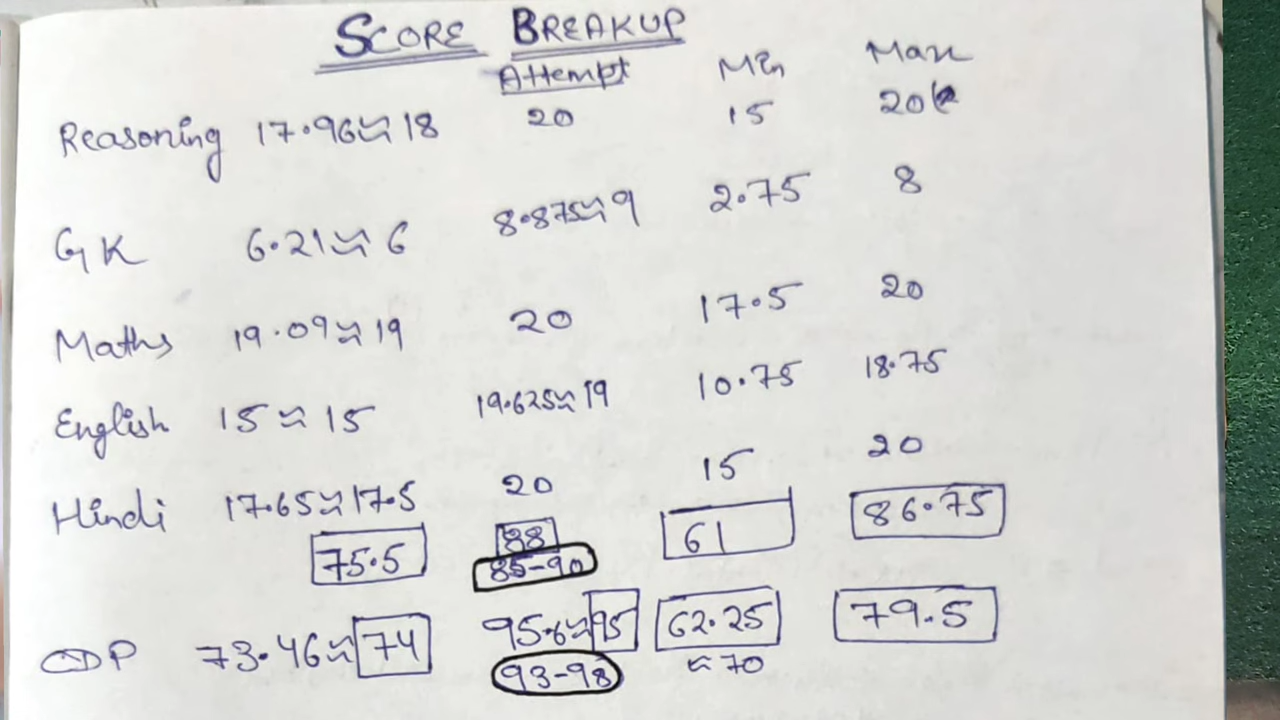 SCORE BREAKUP
Attempt Min Max
Reasoning 17.96≈18 20 15 20
GK 6.21≈6 8.875≈9 2.75 8
Maths 19.09≈19 20 17.5 20
English 15≈15 19.625≈19 10.75 18.75
Hindi 17.65≈17.5 20 15 20
75.5 88 61 86.75
85-90
CDP 73.46≈74 95.6≈95 62.25 79.5
93-98 ≈70